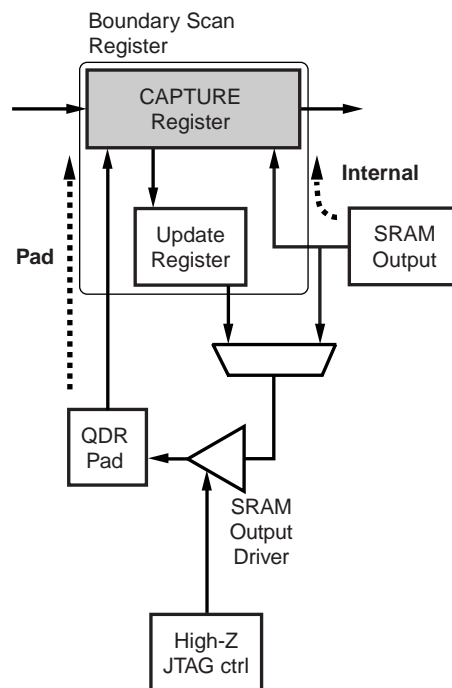 Boundary Scan
Register
CAPTURE
Register
Internal
Pad
Update
Register
SRAM
Output
QDR
Pad
SRAM
Output
Driver
High-Z
JTAG ctrl